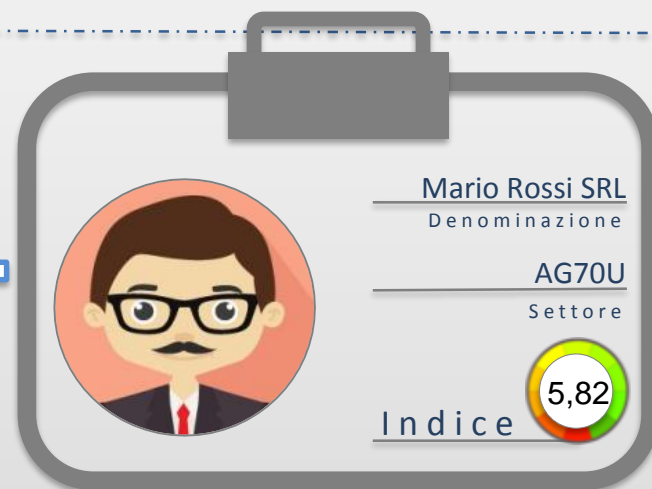 Mario Rossi SRL
Denominazione
AG70U
Settore
5,82
Indice